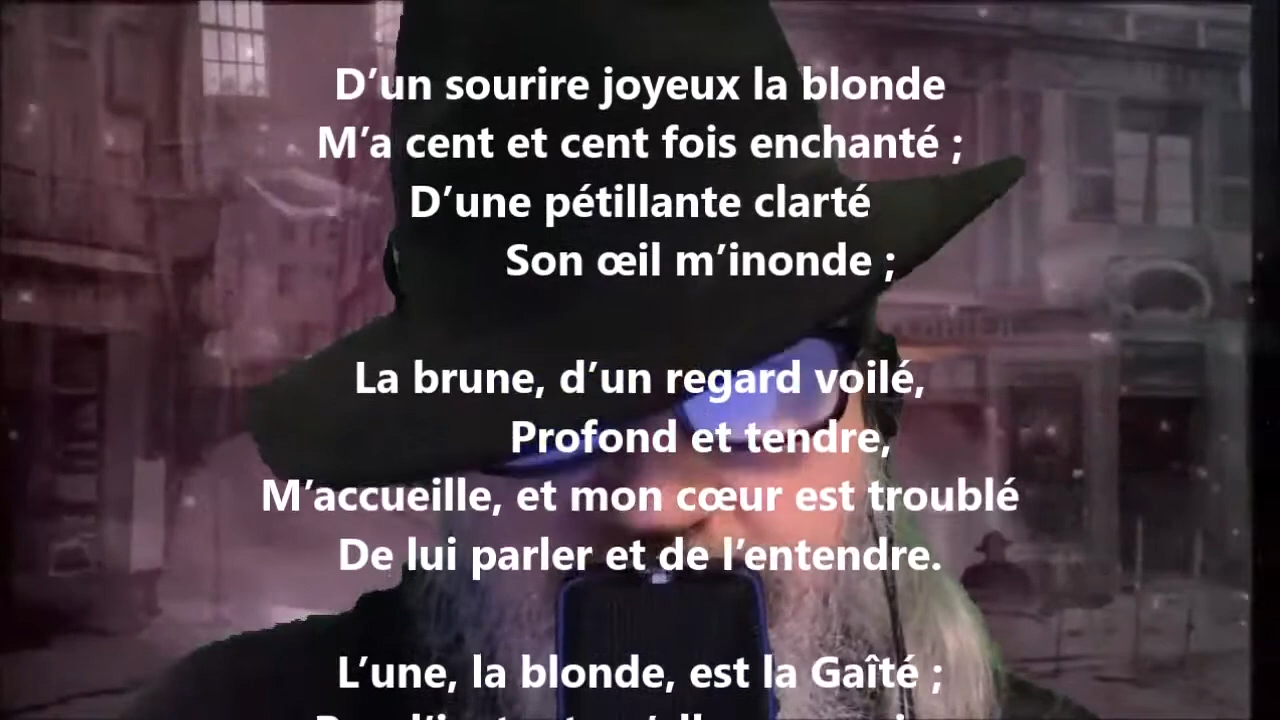 D’un sourire joyeux la blonde
M’a cent et cent fois enchanté ;
D’une pétillante clarté
Son œil m’inonde ;
La brune, d’un regard voilé,
Profond et tendre,
M’accueille, et mon cœur est troublé
De lui parler et de l’entendre.
L’une, la blonde, est la Gaîté ;